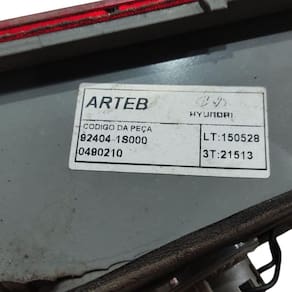 ARTEB
HYUNDAI
CODIGO DA PEÇA
92404-1S000
LT:150528
0480210
3T:21513